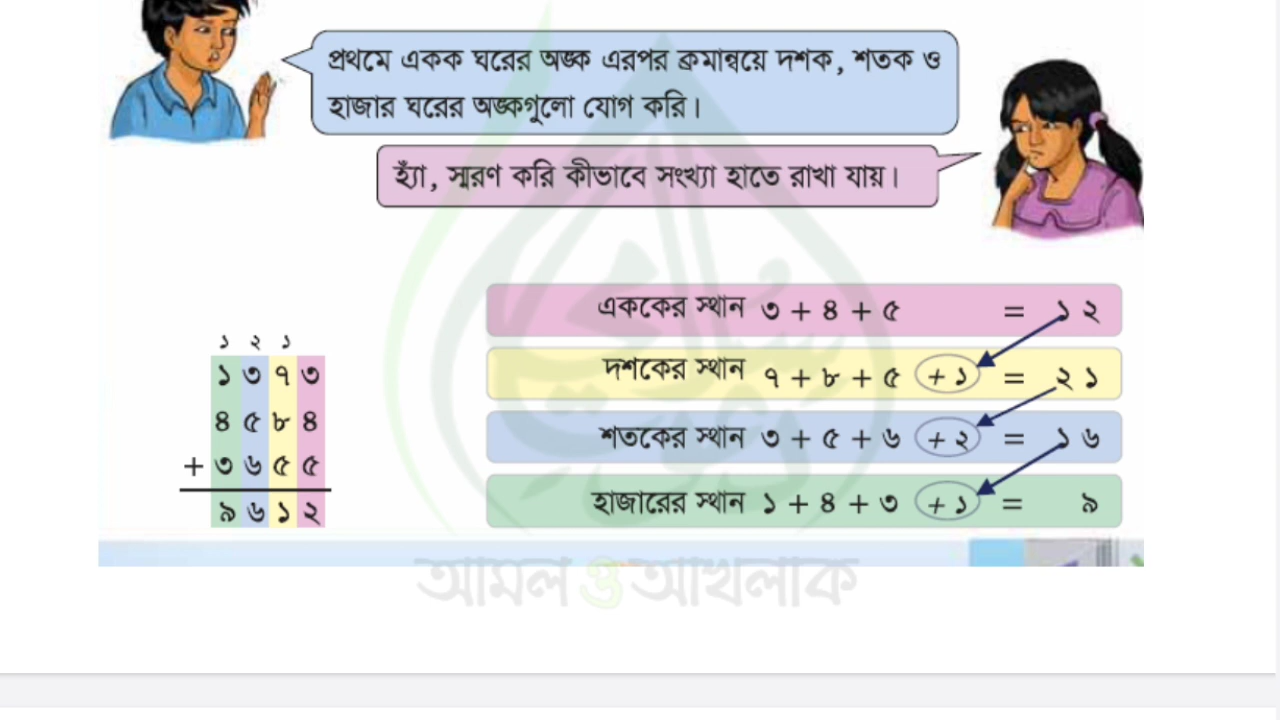 প্রথমে একক ঘরের অঙ্ক এরপর ক্রমান্বয়ে দশক, শতক ও
হাজার ঘরের অঙ্কগুলো যোগ করি।
হ্যাঁ, স্মরণ করি কীভাবে সংখ্যা হাতে রাখা যায়।
১ ২ ১
১ ৩ ৭ ৩
৪ ৫ ৮ ৪
+ ৩ ৬ ৫ ৫
৯ ৬ ১ ২
এককের স্থান ৩ + ৪ + ৫ = ১ ২
দশকের স্থান ৭ + ৮ + ৫ + ১ = ২ ১
শতকের স্থান ৩ + ৫ + ৬ + ২ = ১ ৬
হাজারের স্থান ১ + ৪ + ৩ + ১ = ৯
আমল ও আখলাক